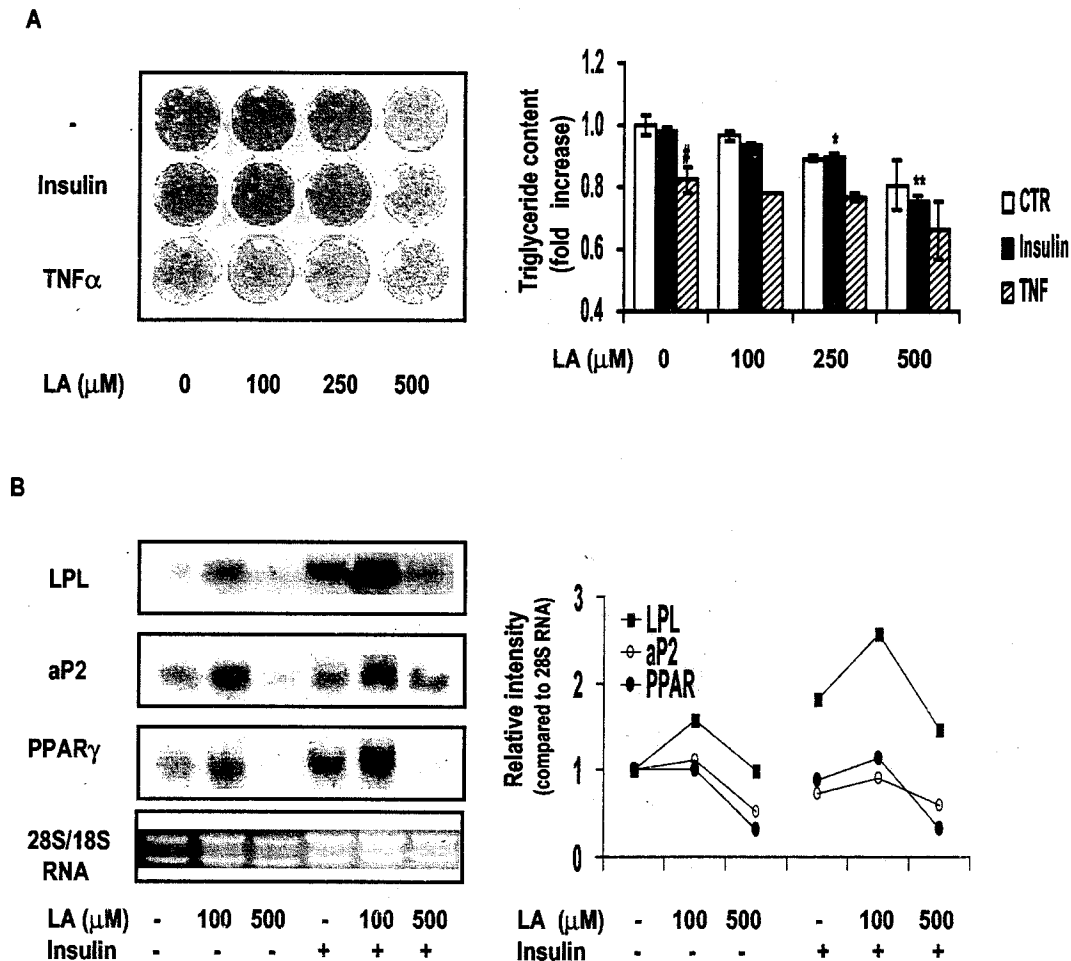 A
-
Insulin
TNFα
LA (μM) 0 100 250 500
Triglyceride content
(fold increase)
1.2
1.0
0.8
0.6
0.4
#
*
**
CTR
Insulin
TNF
LA (μM) 0 100 250 500
B
LPL
aP2
PPARγ
28S/18S
RNA
LA (μM) - 100 500 - 100 500
Insulin - - - + + +
Relative intensity
(compared to 28S RNA)
3
2
1
0
LPL
aP2
PPAR
LA (μM) - 100 500 - 100 500
Insulin - - - + + +